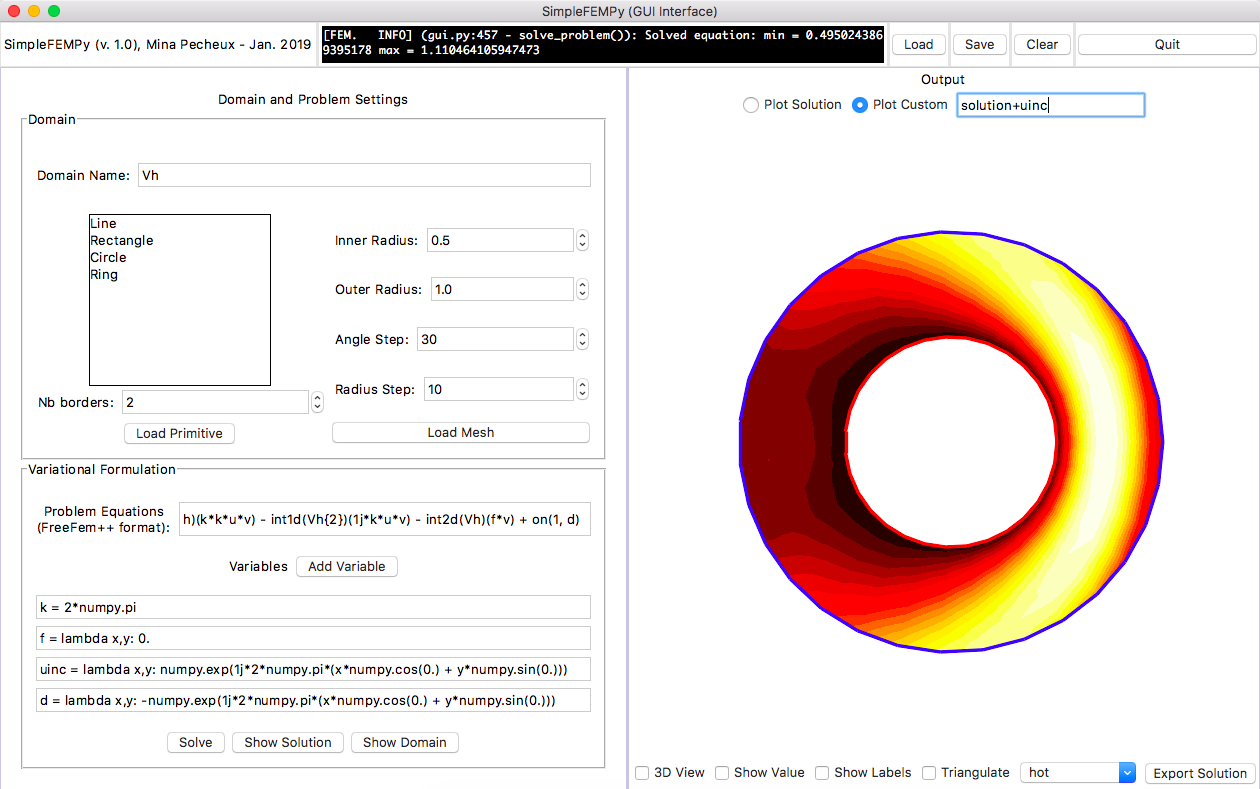 SimpleFEMPy (GUI Interface)
SimpleFEMPy (v. 1.0), Mina Pecheux - Jan. 2019
[FEM. INFO] (gui.py:457 - solve_problem()): Solved equation: min = 0.495024386
9395178 max = 1.110464105947473
Load
Save
Clear
Quit
Domain and Problem Settings
Domain
Domain Name:
Vh
Line
Rectangle
Circle
Ring
Inner Radius:
0.5
Outer Radius:
1.0
Angle Step:
30
Radius Step:
10
Nb borders:
2
Load Primitive
Load Mesh
Variational Formulation
Problem Equations
(FreeFem++ format):
h)(k*k*u*v) - int1d(Vh{2})(1j*k*u*v) - int2d(Vh)(f*v) + on(1, d)
Variables
Add Variable
k = 2*numpy.pi
f = lambda x,y: 0.
uinc = lambda x,y: numpy.exp(1j*2*numpy.pi*(x*numpy.cos(0.) + y*numpy.sin(0.)))
d = lambda x,y: -numpy.exp(1j*2*numpy.pi*(x*numpy.cos(0.) + y*numpy.sin(0.)))
Solve
Show Solution
Show Domain
Output
Plot Solution
Plot Custom
solution+uinc
3D View
Show Value
Show Labels
Triangulate
hot
Export Solution